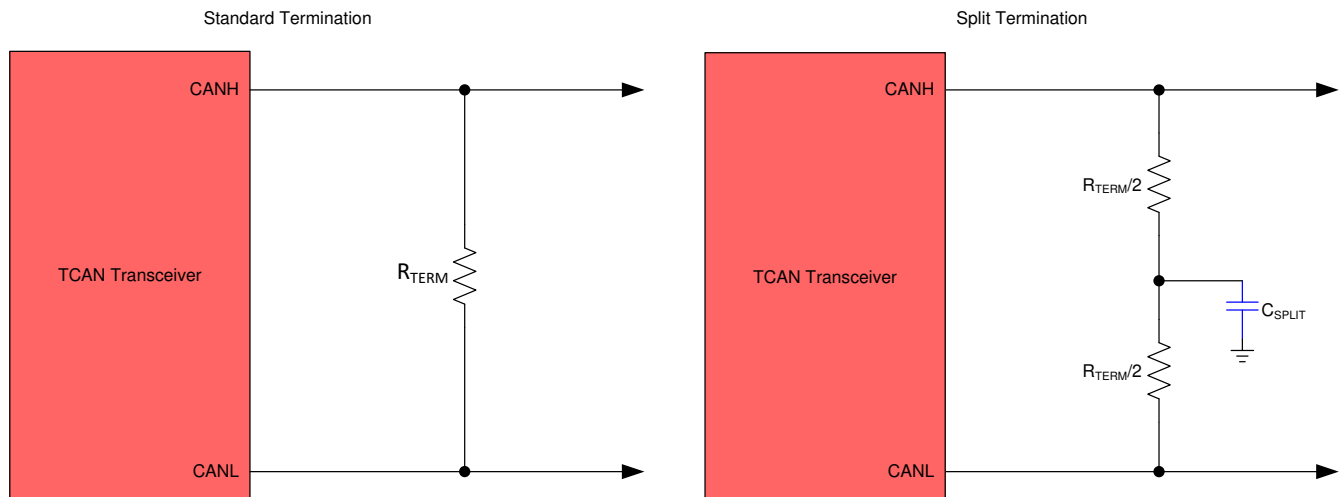 Standard Termination
Split Termination
CANH
TCAN Transceiver
RTERM
CANL
CANH
RTERM/2
TCAN Transceiver
CSPLIT
RTERM/2
CANL